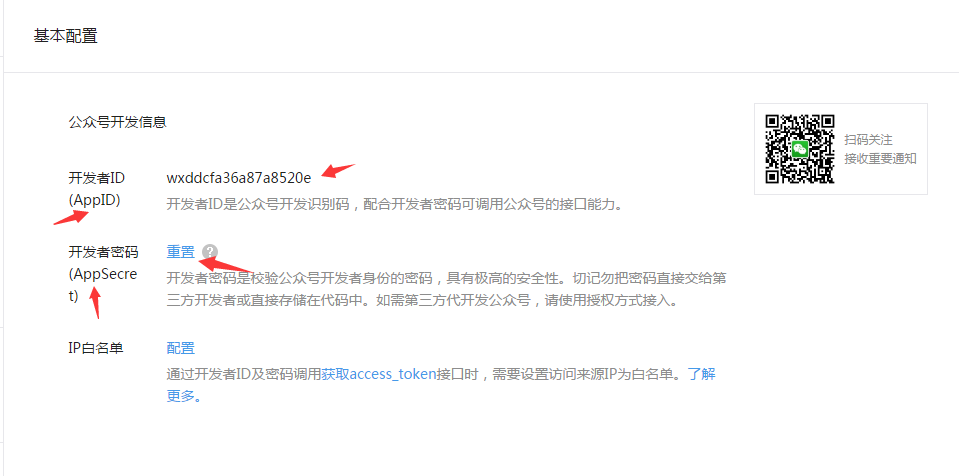 基本配置
公众号开发信息
扫码关注
接收重要通知
开发者ID
(AppID)
wxddcfa36a87a8520e
开发者ID是公众号开发识别码，配合开发者密码可调用公众号的接口能力。
开发者密码
(AppSecre
t)
重置 ?
开发者密码是校验公众号开发者身份的密码，具有极高的安全性。切记勿把密码直接交给第
三方开发者或直接存储在代码中。如需第三方代开发公众号，请使用授权方式接入。
IP白名单
配置
通过开发者ID及密码调用获取access_token接口时，需要设置访问来源IP为白名单。了解
更多。